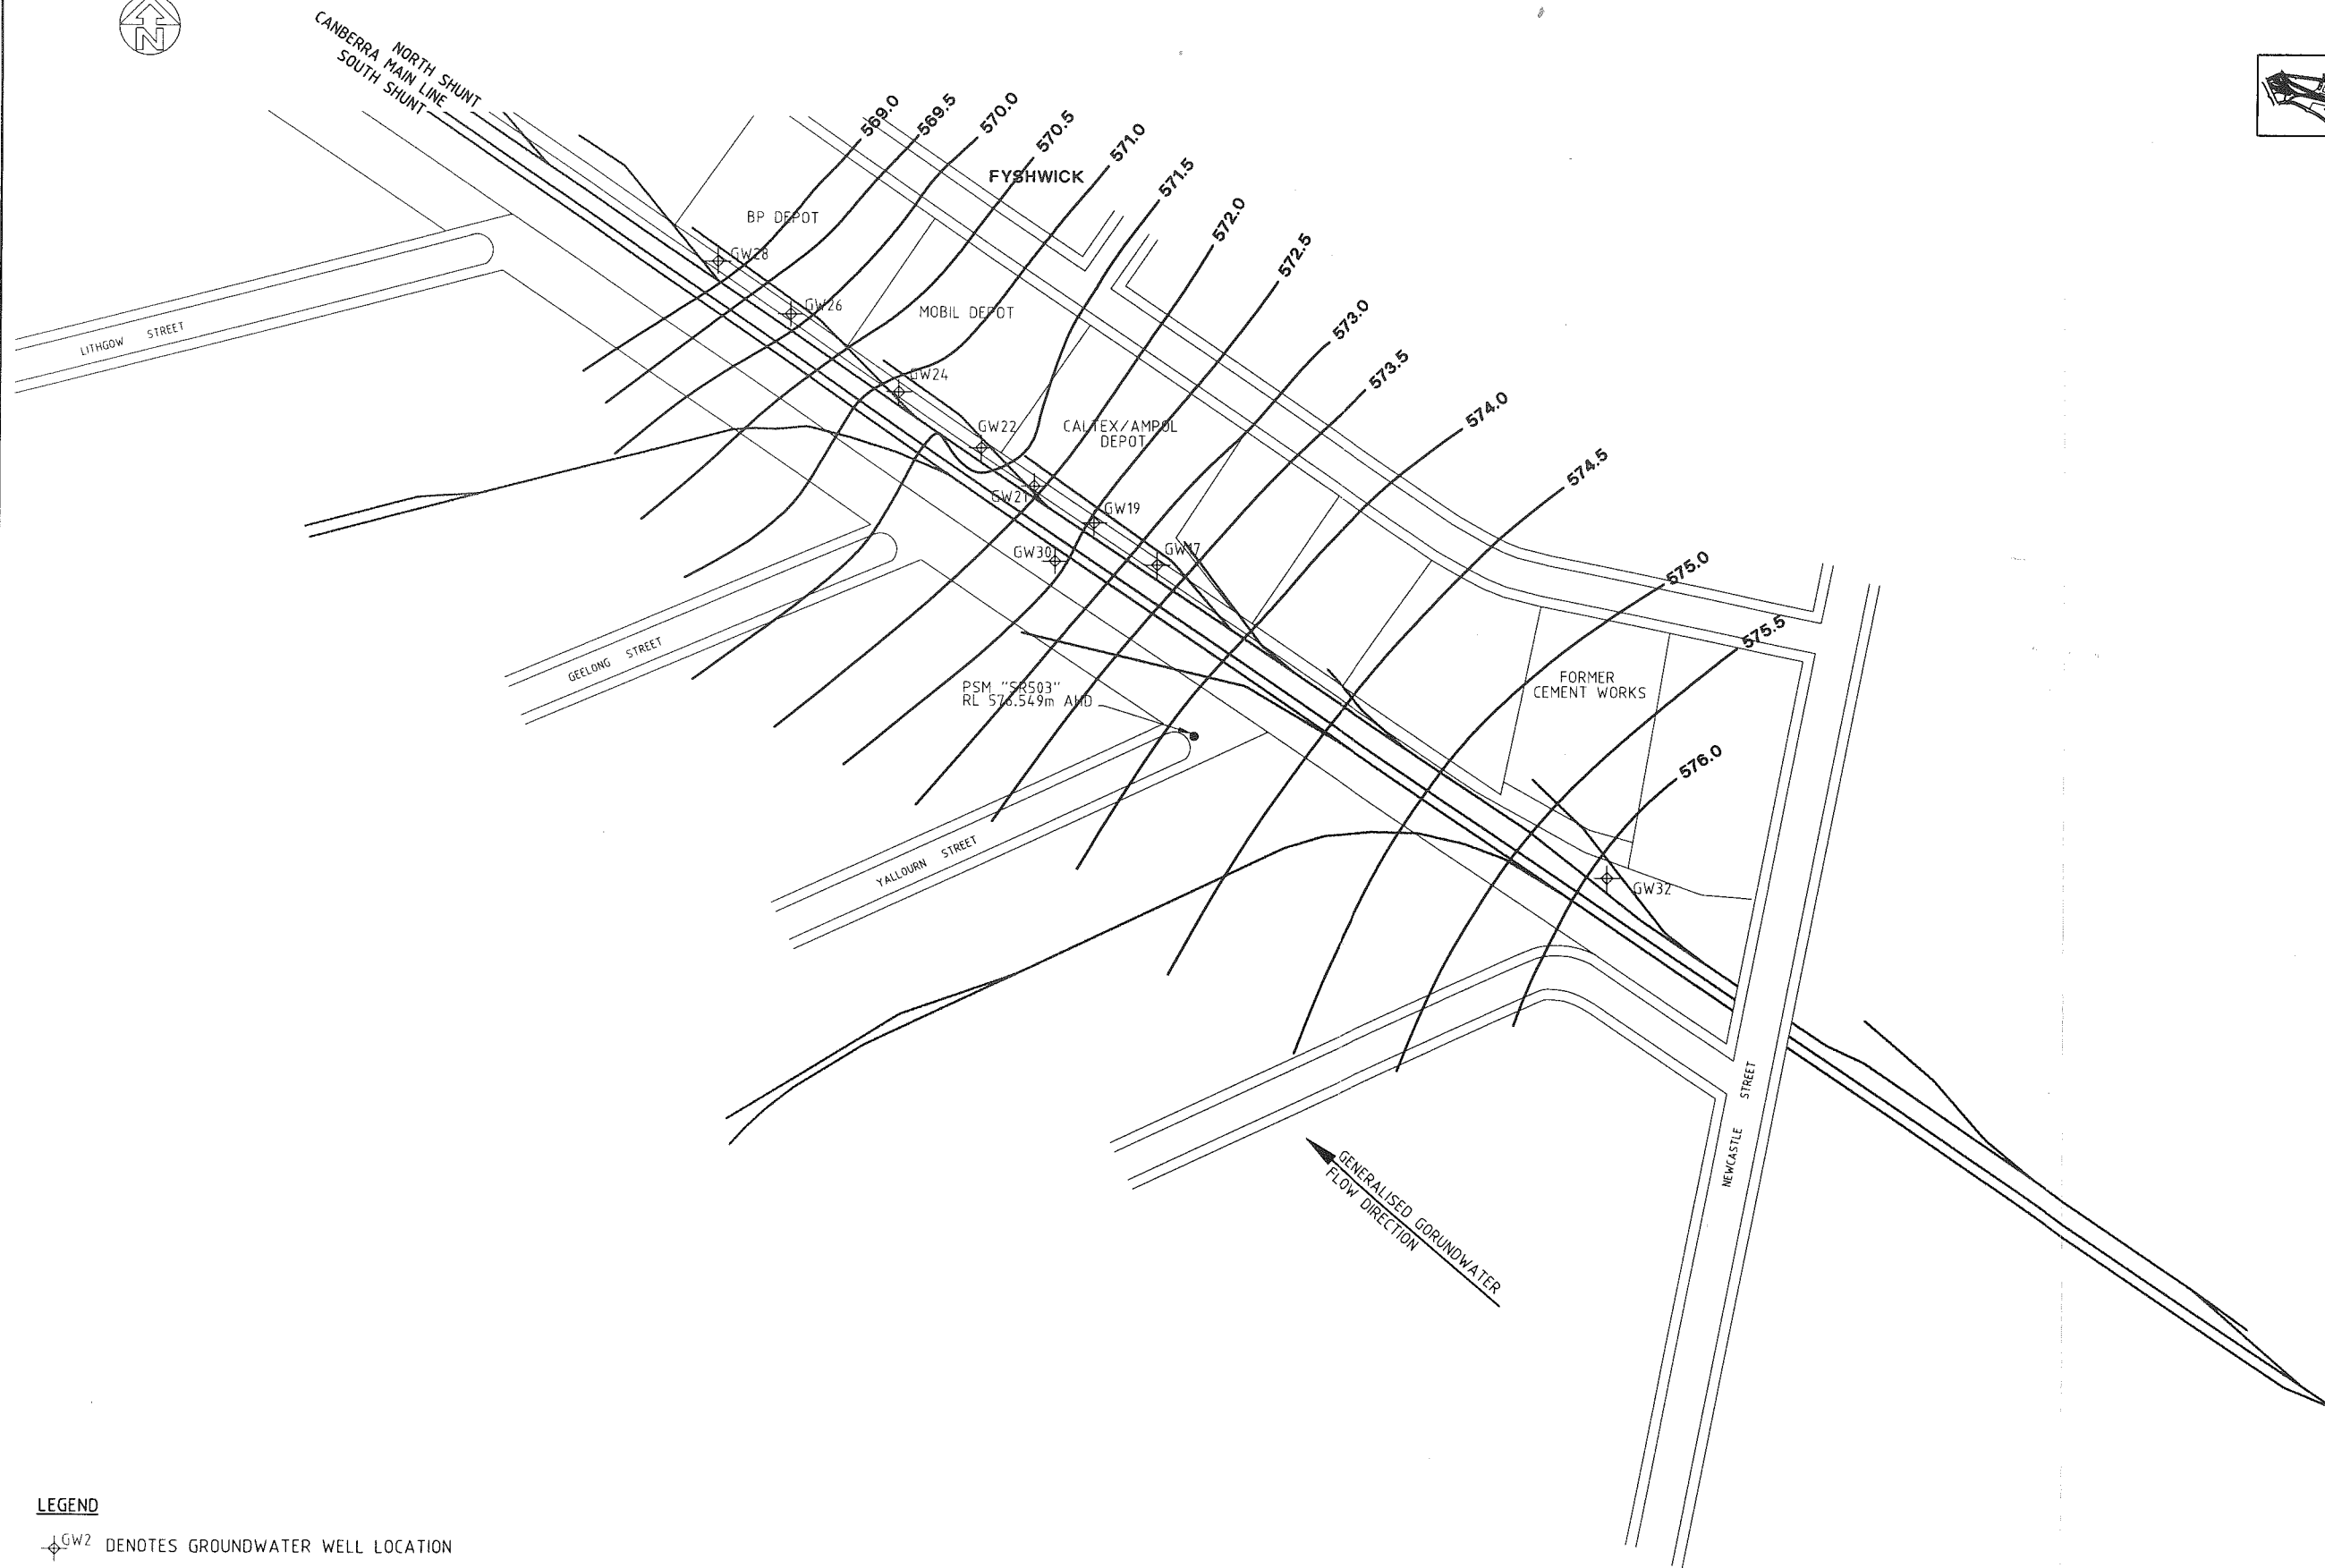 N
NORTH SHUNT
CANBERRA MAIN LINE
SOUTH SHUNT
569.0
569.5
570.0
570.5
571.0
571.5
572.0
572.5
573.0
573.5
574.0
574.5
575.0
575.5
576.0
FYSHWICK
BP DEPOT
GW28
GW26
MOBIL DEPOT
LITHGOW STREET
GW24
GW22
CALTEX/AMPOL
DEPOT
GW21
GW19
GW30
GW17
GEELONG STREET
PSM "SR503"
RL 576.549m AHD
FORMER
CEMENT WORKS
YALLOURN STREET
GW32
NEWCASTLE STREET
GENERALISED GORUNDWATER
FLOW DIRECTION
LEGEND
GW2 DENOTES GROUNDWATER WELL LOCATION